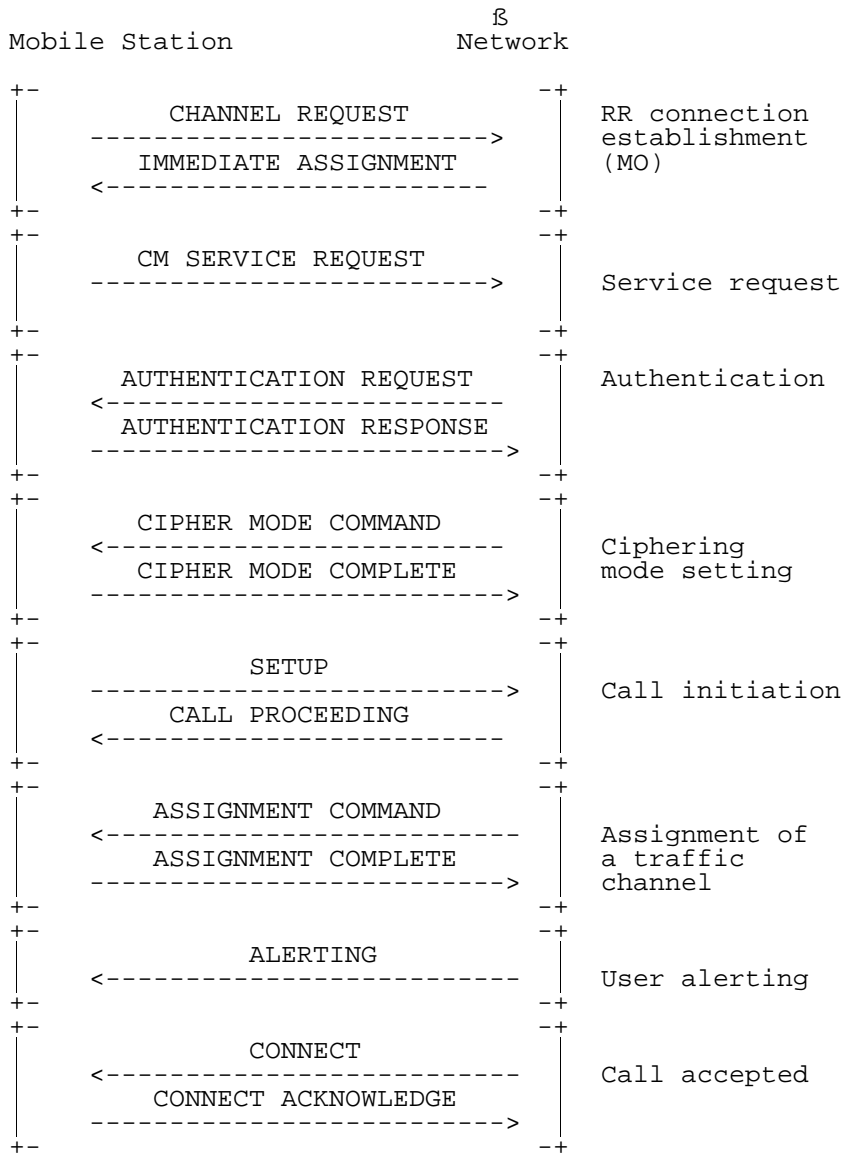 ß
Mobile Station Network
+- -+
CHANNEL REQUEST RR connection
-------------------------> establishment
IMMEDIATE ASSIGNMENT (MO)
<------------------------
+- -+
+- -+
CM SERVICE REQUEST
-------------------------> Service request
+- -+
+- -+
AUTHENTICATION REQUEST Authentication
<-------------------------
AUTHENTICATION RESPONSE
-------------------------->
+- -+
+- -+
CIPHER MODE COMMAND
<------------------------- Ciphering
CIPHER MODE COMPLETE mode setting
-------------------------->
+- -+
+- -+
SETUP
--------------------------> Call initiation
CALL PROCEEDING
<-------------------------
+- -+
+- -+
ASSIGNMENT COMMAND
<-------------------------- Assignment of
ASSIGNMENT COMPLETE a traffic
--------------------------> channel
+- -+
+- -+
ALERTING
<-------------------------- User alerting
+- -+
+- -+
CONNECT
<-------------------------- Call accepted
CONNECT ACKNOWLEDGE
-------------------------->
+- -+